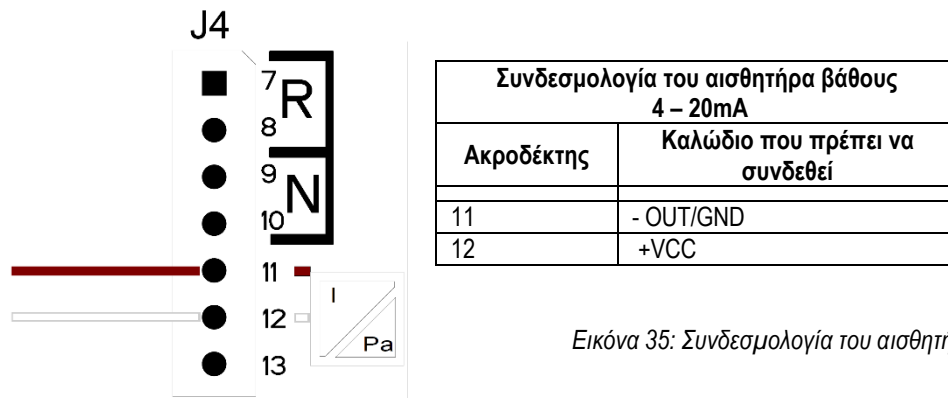 J4
7
R
8
9
N
10
11
I
12
Pa
13
Συνδεσμολογία του αισθητήρα βάθους
4 – 20mA
Ακροδέκτης
Καλώδιο που πρέπει να
συνδεθεί
11
- OUT/GND
12
+VCC
Εικόνα 35: Συνδεσμολογία του